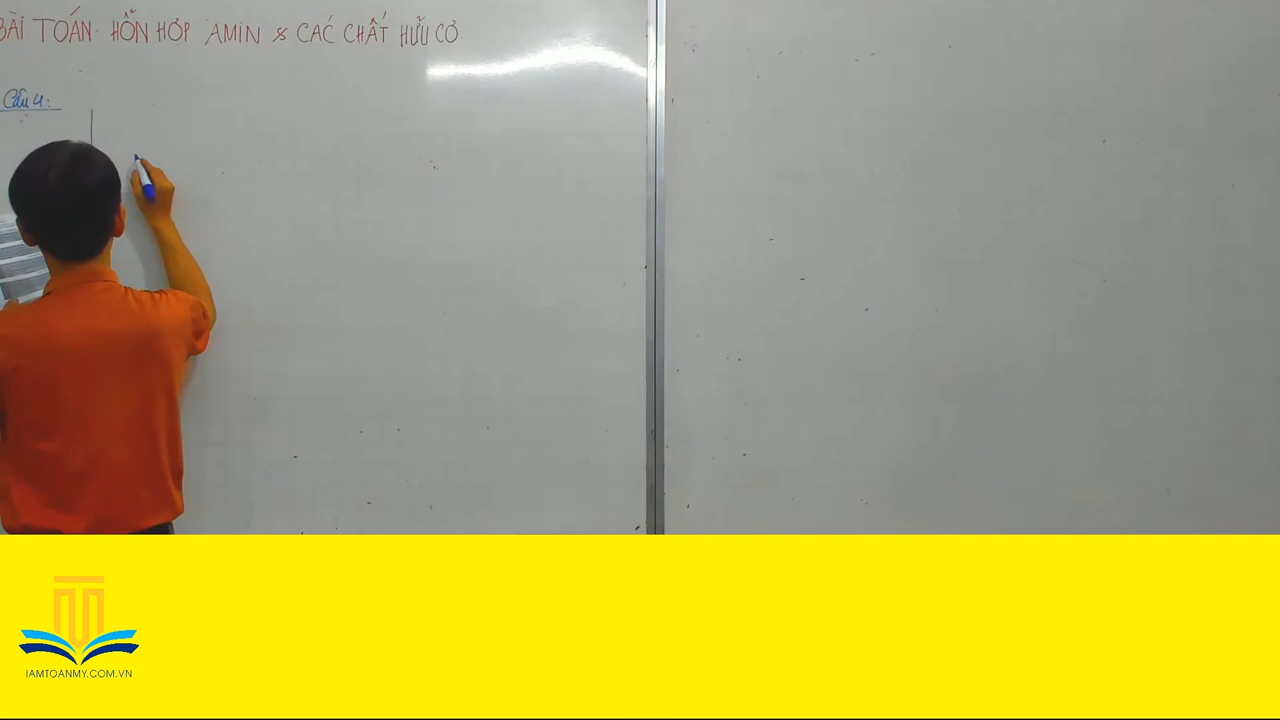 BÀI TOÁN HỖN HỢP AMIN & CÁC CHẤT HỮU CƠ.
Câu 4:
IAMTOANMY.COM.VN